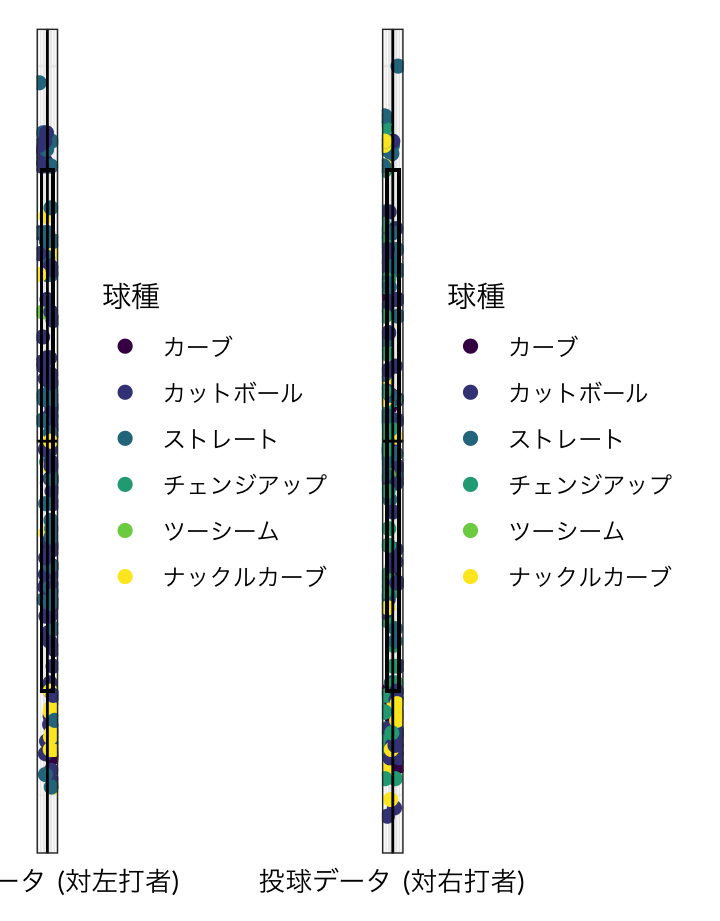 球種
カーブ
カットボール
ストレート
チェンジアップ
ツーシーム
ナックルカーブ
球種
カーブ
カットボール
ストレート
チェンジアップ
ツーシーム
ナックルカーブ
ータ (対左打者)
投球データ (対右打者)